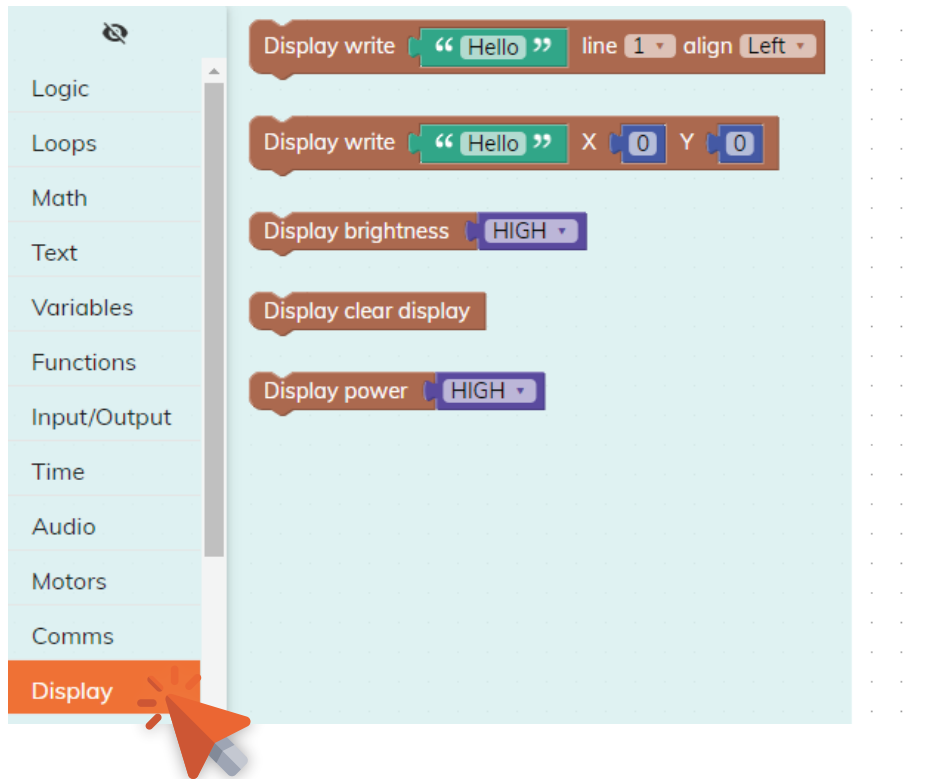 Logic
Loops
Math
Text
Variables
Functions
Input/Output
Time
Audio
Motors
Comms
Display
Display write “ Hello ” line 1 align Left
Display write “ Hello ” X 0 Y 0
Display brightness HIGH
Display clear display
Display power HIGH